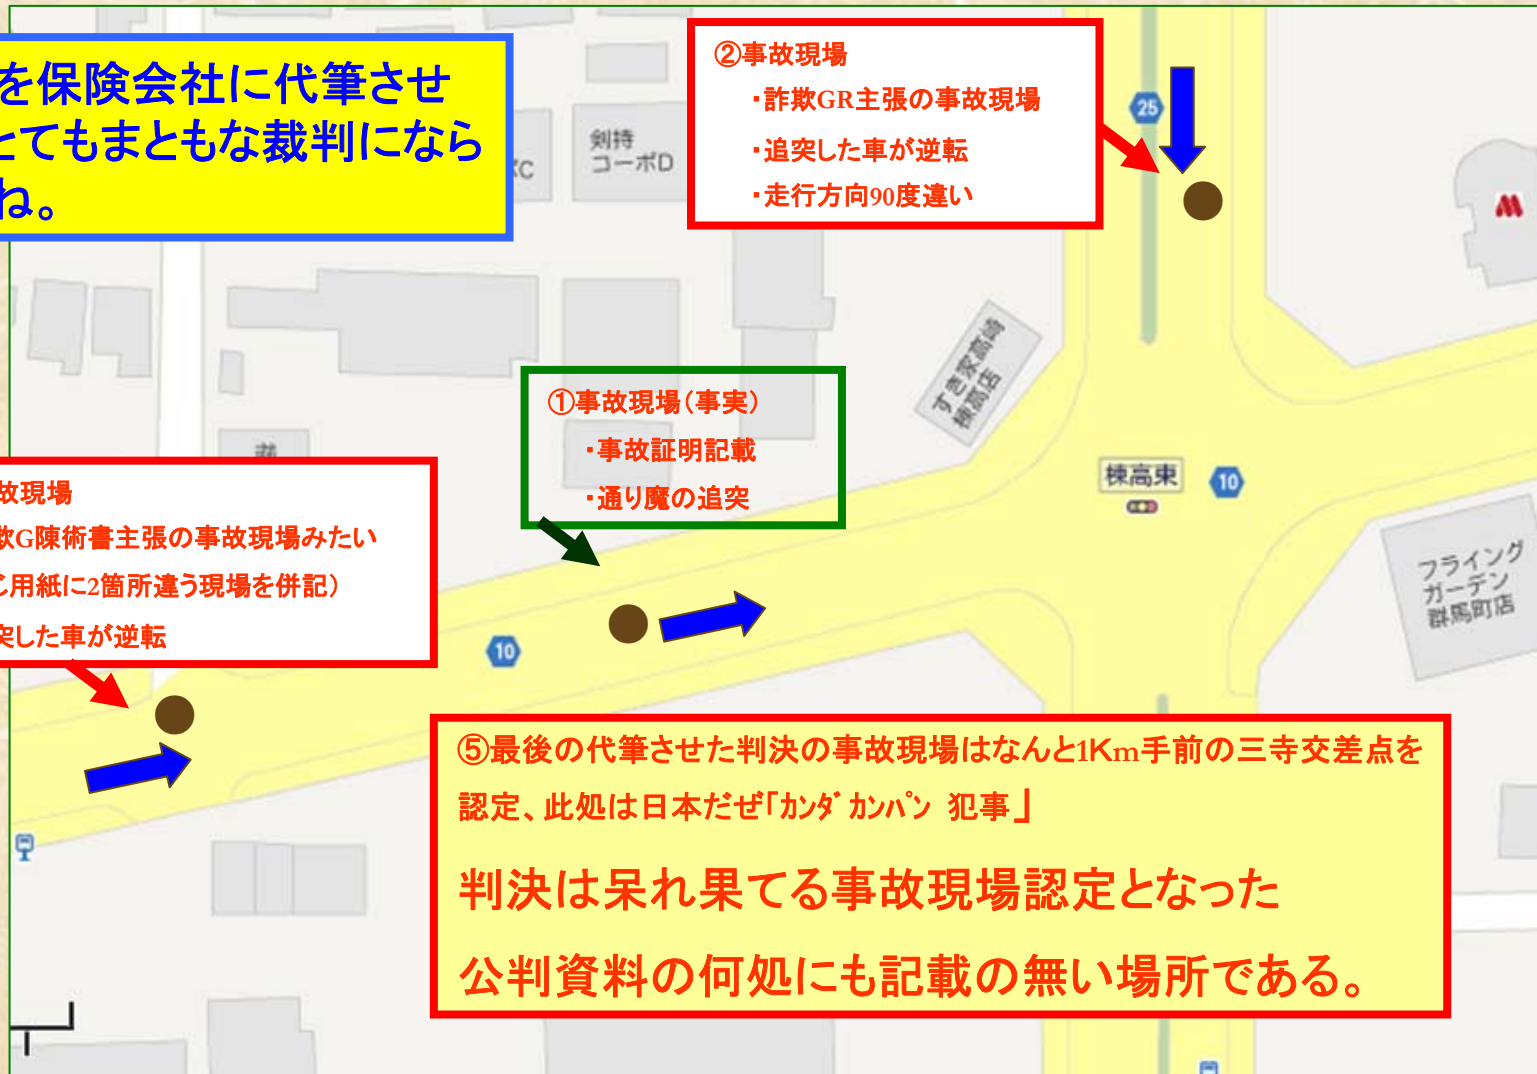 を保険会社に代筆させ
とてもまともな裁判になら
ね。
②事故現場
・詐欺GR主張の事故現場
・追突した車が逆転
・走行方向90度違い
25
剣持
コーポD
C
すき家高崎
棟高店
①事故現場(事実)
・事故証明記載
・通り魔の追突
棟高東
10
故現場
欺G陳術書主張の事故現場みたい
じ用紙に2箇所違う現場を併記)
突した車が逆転
10
フライング
ガーデン
群馬町店
⑤最後の代筆させた判決の事故現場はなんと1Km手前の三寺交差点を
認定、此処は日本だぜ「カンダ カンパン 犯事」
判決は呆れ果てる事故現場認定となった
公判資料の何処にも記載の無い場所である。